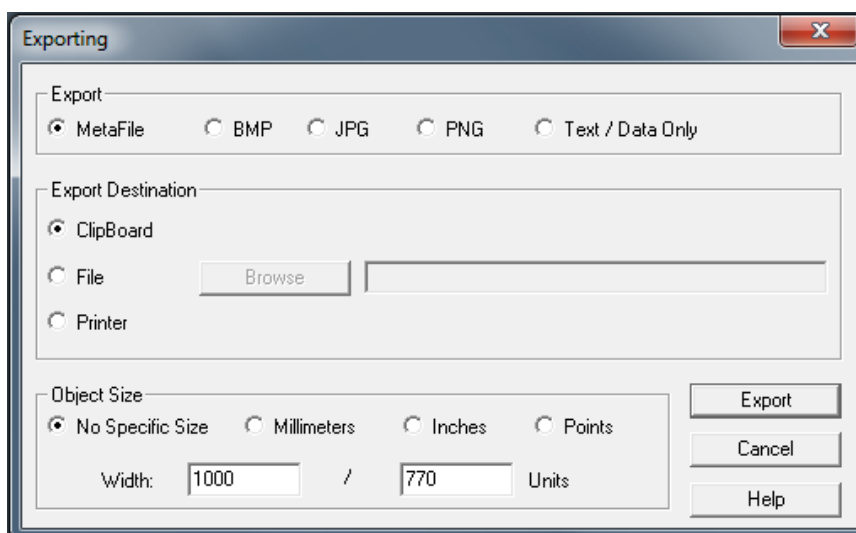 Exporting
Export
MetaFile BMP JPG PNG Text / Data Only
Export Destination
ClipBoard
File Browse
Printer
Object Size
No Specific Size Millimeters Inches Points
Width: 1000 / 770 Units
Export
Cancel
Help